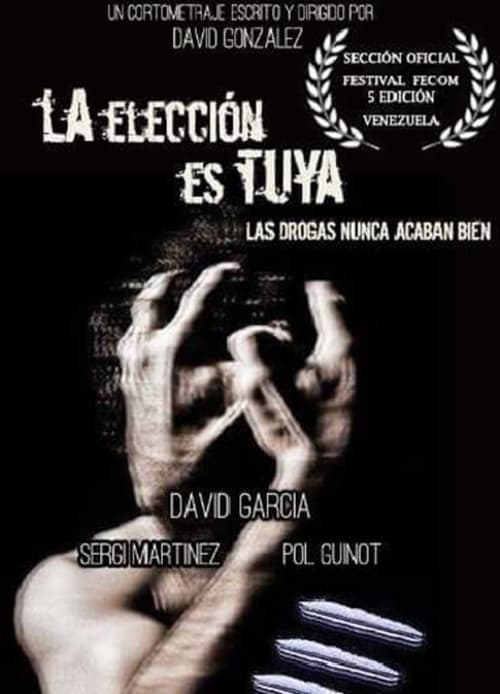 UN CORTOMETRAJE ESCRITO Y DIRIGIDO POR
DAVID GONZALEZ
SECCIÓN OFICIAL
FESTIVAL FECOM
5 EDICIÓN
VENEZUELA
LA ELECCIÓN
ES TUYA
LAS DROGAS NUNCA ACABAN BIEN
DAVID GARCIA
SERGI MARTINEZ
POL GUINOT